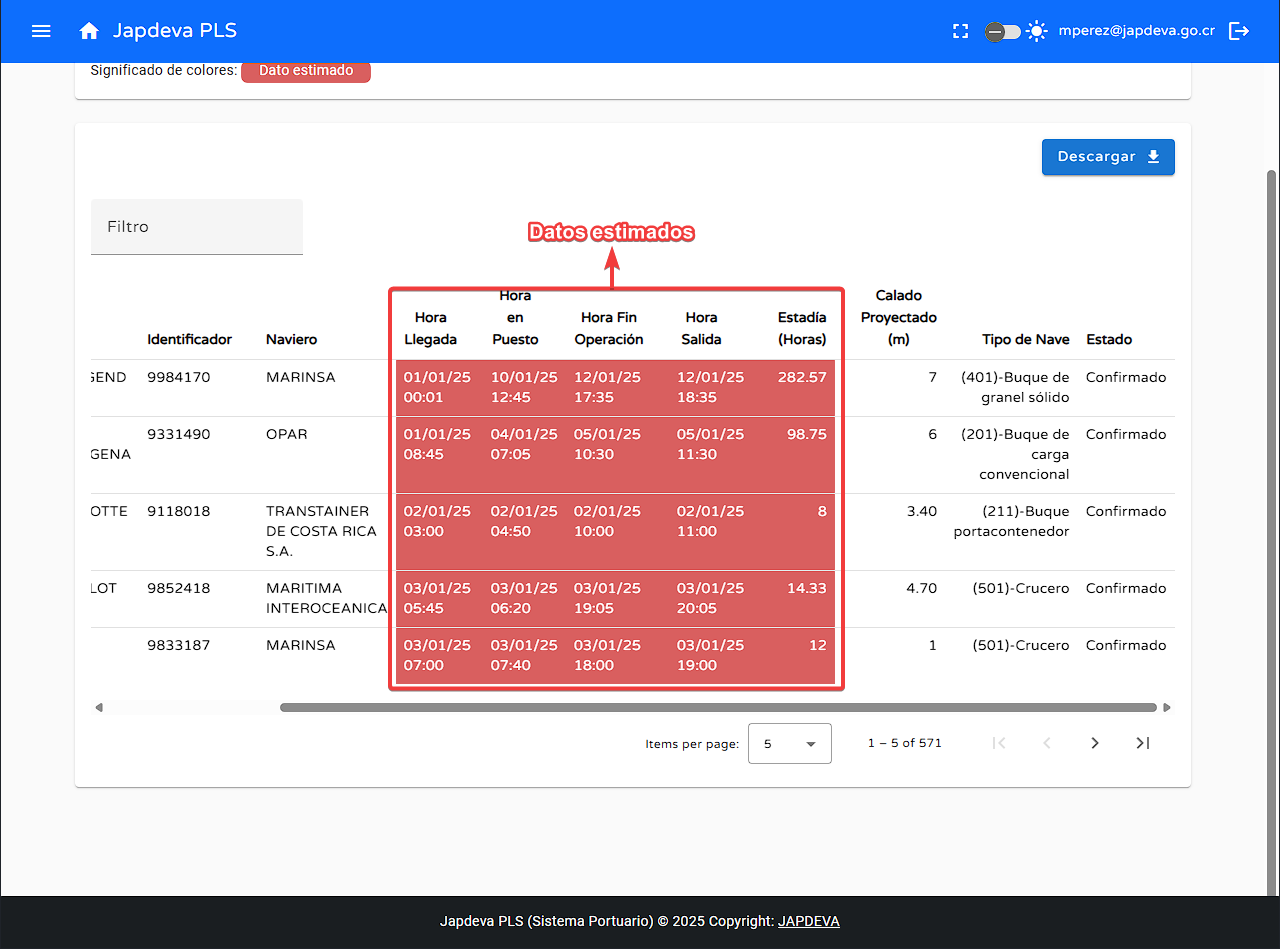 Japdeva PLS
mperez@japdeva.go.cr
Significado de colores: Dato estimado
Descargar
Filtro
Datos estimados
Identificador
Naviero
Hora
Llegada
Hora
en
Puesto
Hora Fin
Operación
Hora
Salida
Estadía
(Horas)
Calado
Proyectado
(m)
Tipo de Nave
Estado
GEND 9984170 MARINSA 01/01/25 10/01/25 12/01/25 12/01/25 282.57 7 (401)-Buque de Confirmado
00:01 12:45 17:35 18:35 granel sólido
9331490 OPAR 01/01/25 04/01/25 05/01/25 05/01/25 98.75 6 (201)-Buque de Confirmado
GENA 08:45 07:05 10:30 11:30 carga
convencional
OTTE 9118018 TRANSTAINER 02/01/25 02/01/25 02/01/25 02/01/25 8 3.40 (211)-Buque Confirmado
DE COSTA RICA 03:00 04:50 10:00 11:00 portacontenedor
S.A.
LOT 9852418 MARITIMA 03/01/25 03/01/25 03/01/25 03/01/25 14.33 4.70 (501)-Crucero Confirmado
INTEROCEANICA 05:45 06:20 19:05 20:05
9833187 MARINSA 03/01/25 03/01/25 03/01/25 03/01/25 12 1 (501)-Crucero Confirmado
07:00 07:40 18:00 19:00
Items per page: 5 1 – 5 of 571
Japdeva PLS (Sistema Portuario) © 2025 Copyright: JAPDEVA